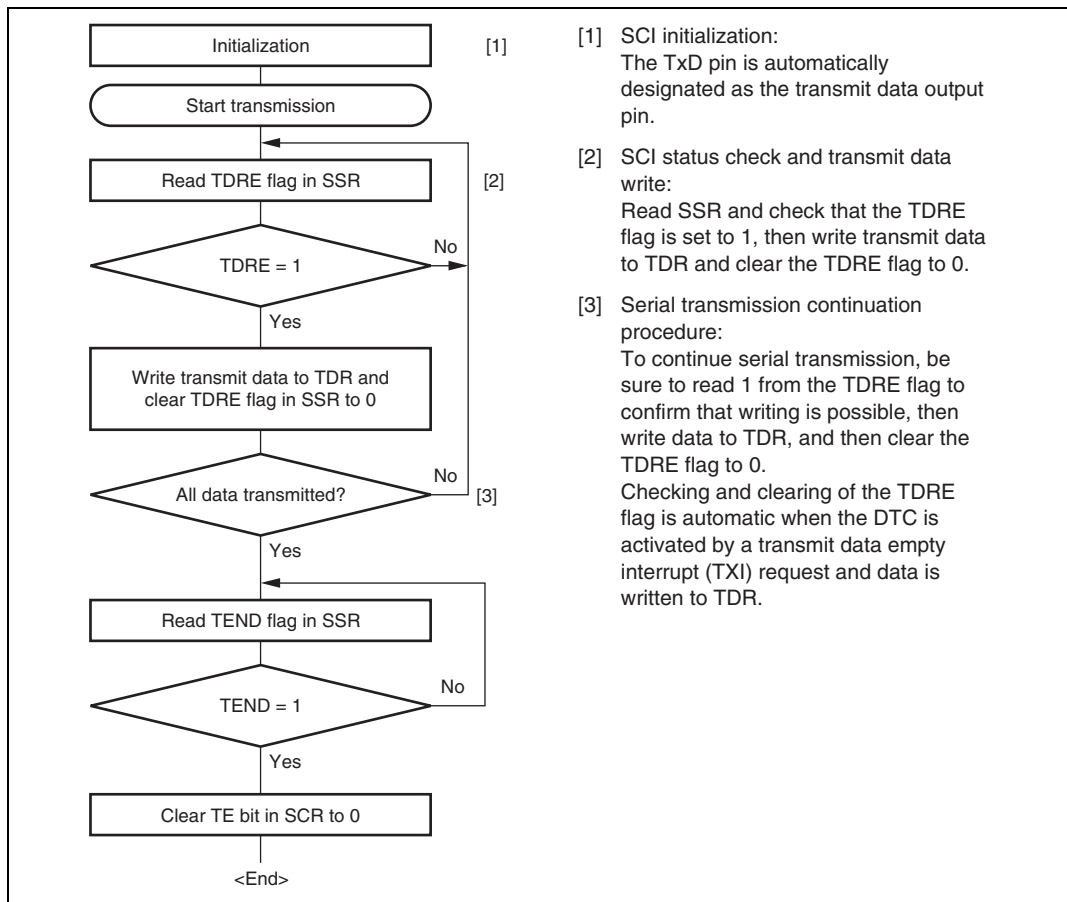 Initialization
[1]
Start transmission
Read TDRE flag in SSR
[2]
TDRE = 1
No
Yes
Write transmit data to TDR and
clear TDRE flag in SSR to 0
All data transmitted?
No
[3]
Yes
Read TEND flag in SSR
TEND = 1
No
Yes
Clear TE bit in SCR to 0
<End>
[1] SCI initialization:
The TxD pin is automatically
designated as the transmit data output
pin.
[2] SCI status check and transmit data
write:
Read SSR and check that the TDRE
flag is set to 1, then write transmit data
to TDR and clear the TDRE flag to 0.
[3] Serial transmission continuation
procedure:
To continue serial transmission, be
sure to read 1 from the TDRE flag to
confirm that writing is possible, then
write data to TDR, and then clear the
TDRE flag to 0.
Checking and clearing of the TDRE
flag is automatic when the DTC is
activated by a transmit data empty
interrupt (TXI) request and data is
written to TDR.